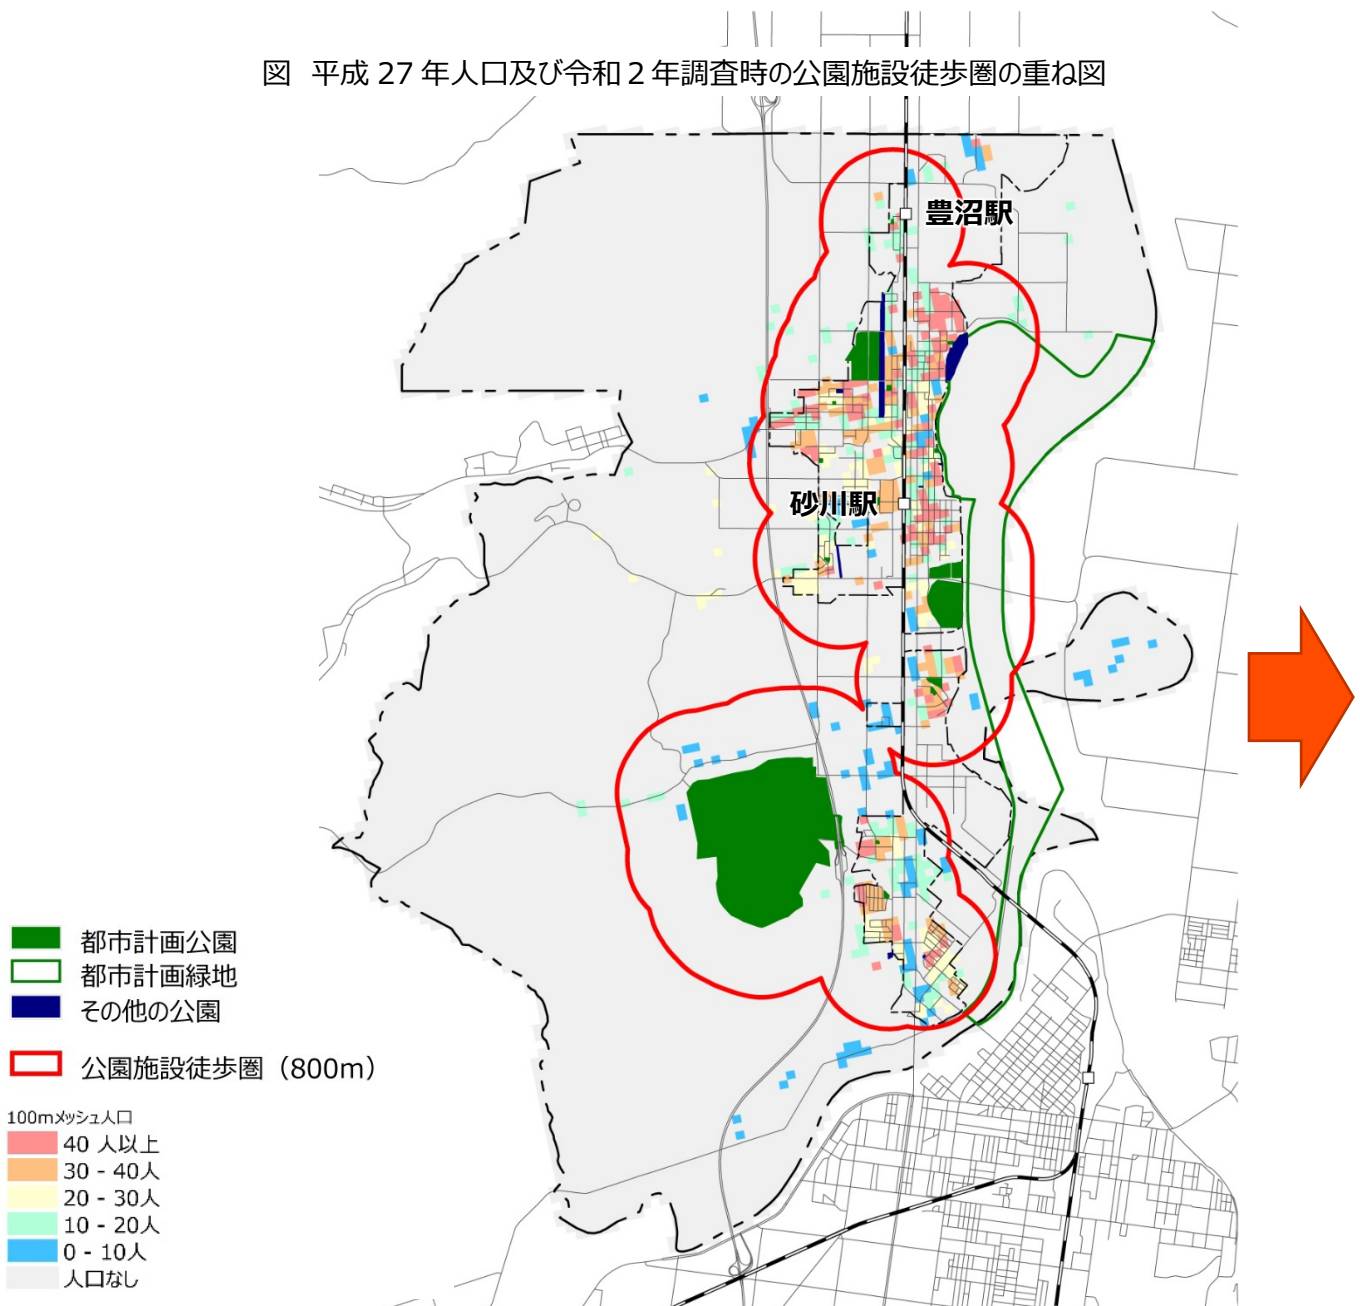 図 平成 27 年人口及び令和 2 年調査時の公園施設徒歩圏の重ね図
豊沼駅
砂川駅
都市計画公園
都市計画緑地
その他の公園
公園施設徒歩圏（800m）
100mメッシュ人口
40 人以上
30 - 40人
20 - 30人
10 - 20人
0 - 10人
人口なし